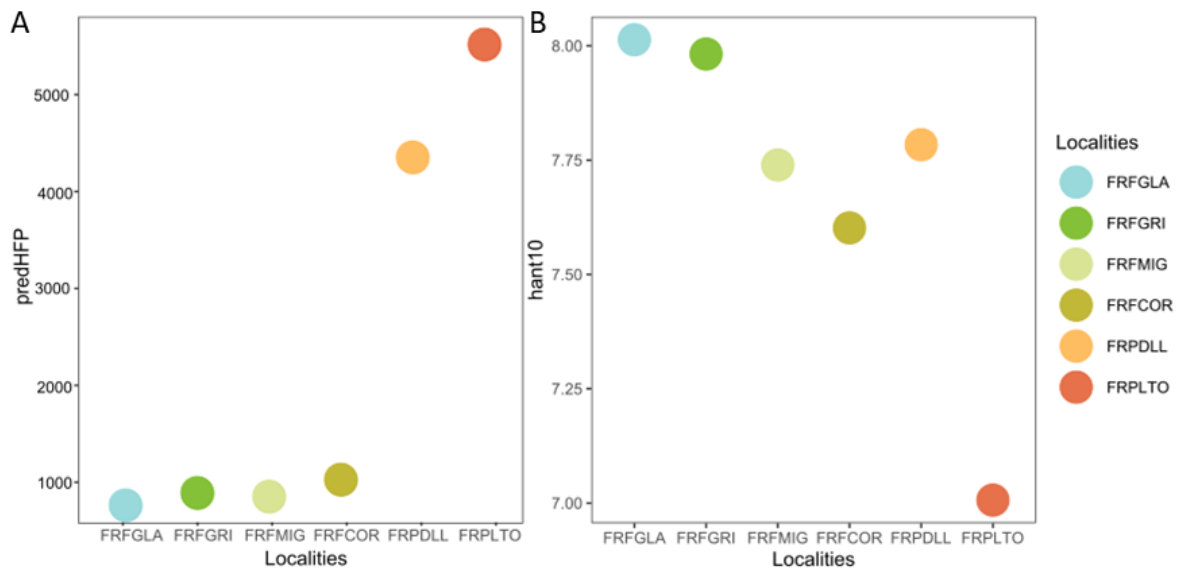 A
predHFP
5000
4000
3000
2000
1000
FRFGLA FRFGRI FRFMIG FRFCOR FRPDLL FRPLTO
Localities
B
hant10
8.00
7.75
7.50
7.25
7.00
FRFGLA FRFGRI FRFMIG FRFCOR FRPDLL FRPLTO
Localities
Localities
FRFGLA
FRFGRI
FRFMIG
FRFCOR
FRPDLL
FRPLTO